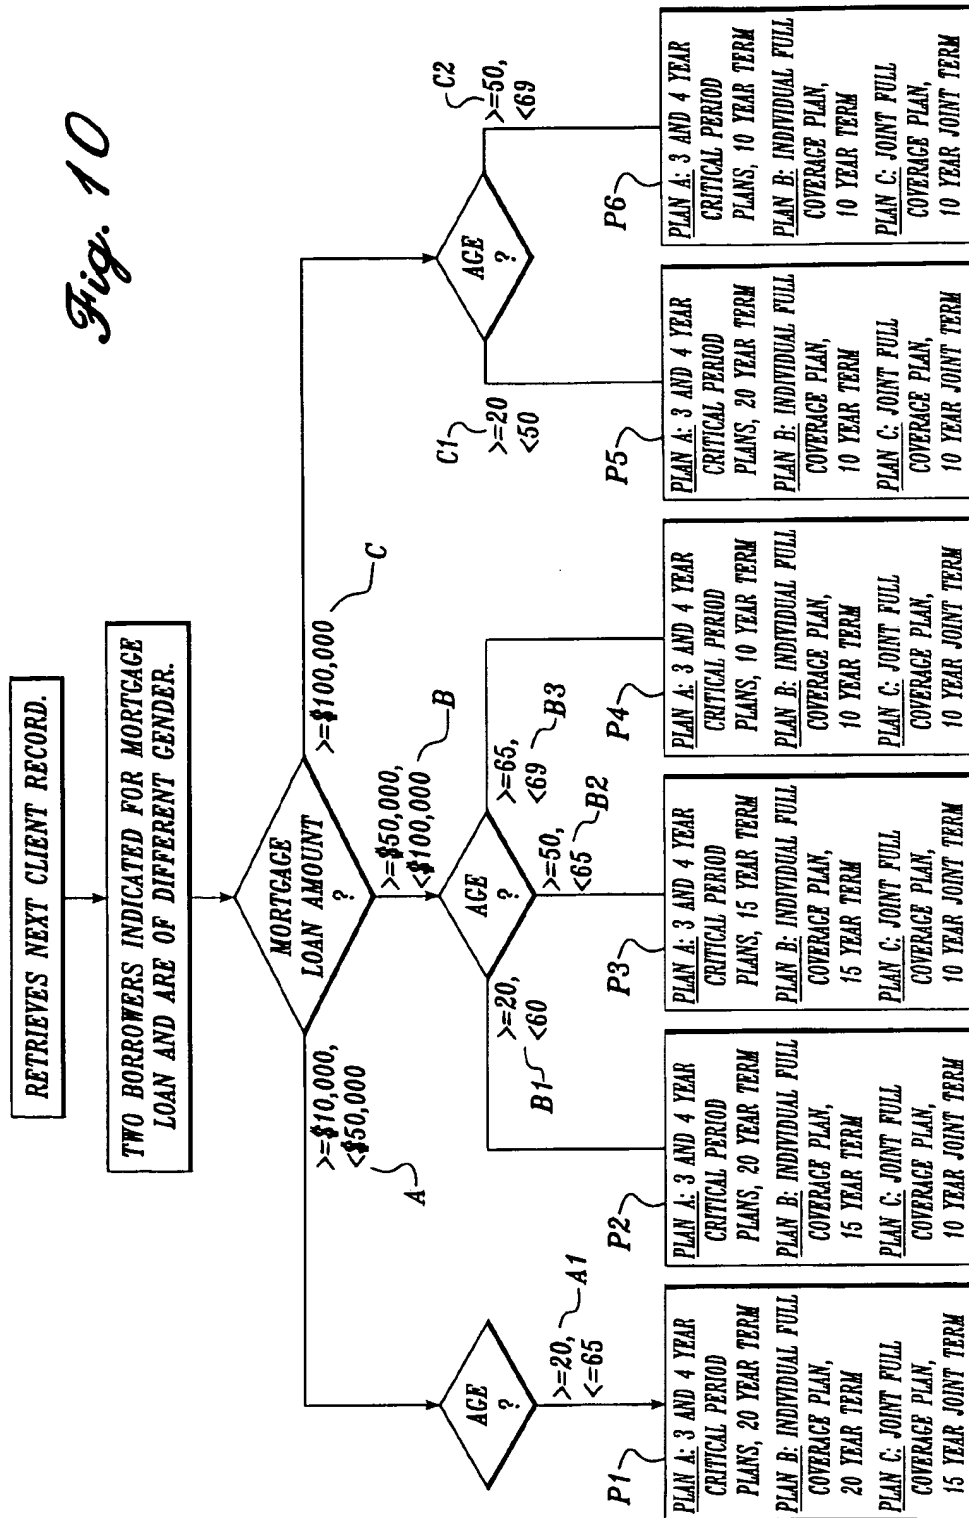 Fig. 10
RETRIEVES NEXT CLIENT RECORD.
TWO BORROWERS INDICATED FOR MORTGAGE
LOAN AND ARE OF DIFFERENT GENDER.
MORTGAGE
LOAN AMOUNT
?
>=$10,000,
<$50,000
A
>=$50,000,
<$100,000
B
>=$100,000
C
AGE
?
>=20,
<=65
A1
AGE
?
>=20,
<60
B1
>=50,
<65
B2
>=65,
<69
B3
AGE
?
C1
>=20
<50
C2
>=50,
<69
P1
PLAN A: 3 AND 4 YEAR
CRITICAL PERIOD
PLANS, 20 YEAR TERM
PLAN B: INDIVIDUAL FULL
COVERAGE PLAN,
20 YEAR TERM
PLAN C: JOINT FULL
COVERAGE PLAN,
15 YEAR JOINT TERM
P2
PLAN A: 3 AND 4 YEAR
CRITICAL PERIOD
PLANS, 20 YEAR TERM
PLAN B: INDIVIDUAL FULL
COVERAGE PLAN,
15 YEAR TERM
PLAN C: JOINT FULL
COVERAGE PLAN,
10 YEAR JOINT TERM
P3
PLAN A: 3 AND 4 YEAR
CRITICAL PERIOD
PLANS, 15 YEAR TERM
PLAN B: INDIVIDUAL FULL
COVERAGE PLAN,
15 YEAR TERM
PLAN C: JOINT FULL
COVERAGE PLAN,
10 YEAR JOINT TERM
P4
PLAN A: 3 AND 4 YEAR
CRITICAL PERIOD
PLANS, 10 YEAR TERM
PLAN B: INDIVIDUAL FULL
COVERAGE PLAN,
10 YEAR TERM
PLAN C: JOINT FULL
COVERAGE PLAN,
10 YEAR JOINT TERM
P5
PLAN A: 3 AND 4 YEAR
CRITICAL PERIOD
PLANS, 20 YEAR TERM
PLAN B: INDIVIDUAL FULL
COVERAGE PLAN,
10 YEAR TERM
PLAN C: JOINT FULL
COVERAGE PLAN,
10 YEAR JOINT TERM
P6
PLAN A: 3 AND 4 YEAR
CRITICAL PERIOD
PLANS, 10 YEAR TERM
PLAN B: INDIVIDUAL FULL
COVERAGE PLAN,
10 YEAR TERM
PLAN C: JOINT FULL
COVERAGE PLAN,
10 YEAR JOINT TERM